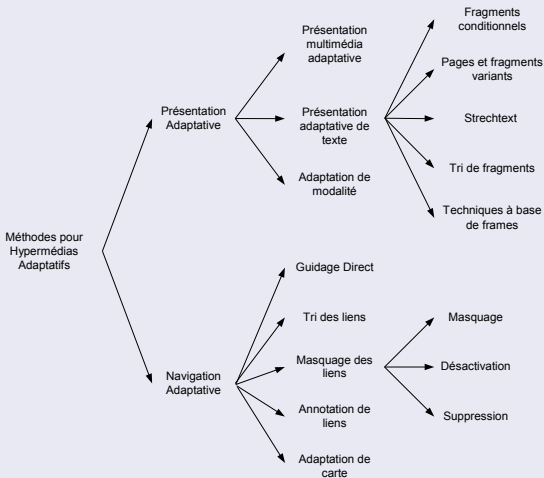 Fragments
conditionnels
Présentation
multimédia
adaptative
Pages et fragments
variants
Présentation
Adaptative
Présentation
adaptative de
texte
Strechtext
Adaptation de
modalité
Tri de fragments
Techniques à base
de frames
Méthodes pour
Hypermédias
Adaptatifs
Guidage Direct
Tri des liens
Masquage
Navigation
Adaptative
Masquage des
liens
Désactivation
Annotation de
liens
Suppression
Adaptation de
carte